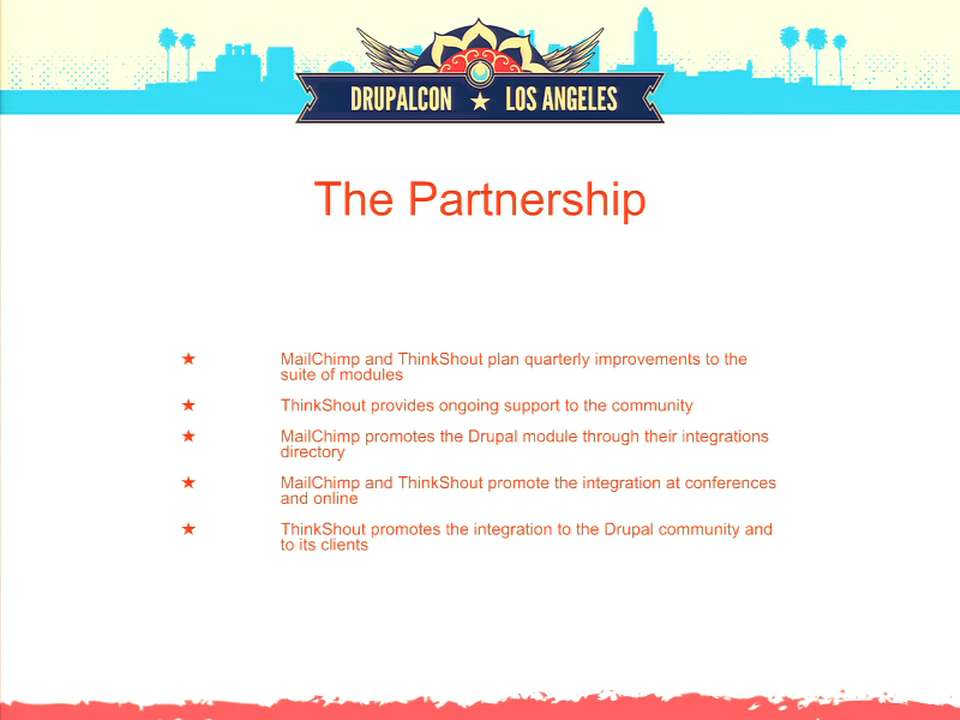 DRUPALCON ★ LOS ANGELES
The Partnership
★ MailChimp and ThinkShout plan quarterly improvements to the
suite of modules
★ ThinkShout provides ongoing support to the community
★ MailChimp promotes the Drupal module through their integrations
directory
★ MailChimp and ThinkShout promote the integration at conferences
and online
★ ThinkShout promotes the integration to the Drupal community and
to its clients